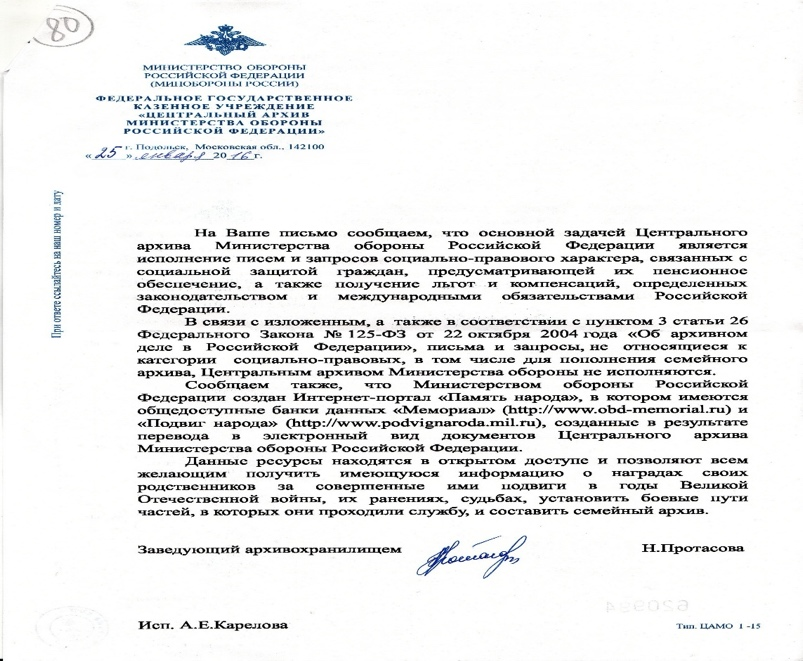 80
МИНИСТЕРСТВО ОБОРОНЫ
РОССИЙСКОЙ ФЕДЕРАЦИИ
(МИНОБОРОНЫ РОССИИ)
ФЕДЕРАЛЬНОЕ ГОСУДАРСТВЕННОЕ
КАЗЕННОЕ УЧРЕЖДЕНИЕ
«ЦЕНТРАЛЬНЫЙ АРХИВ
МИНИСТЕРСТВА ОБОРОНЫ
РОССИЙСКОЙ ФЕДЕРАЦИИ»
г. Подольск, Московская обл., 142100
«25» января 2016 г.
При ответе ссылайтесь на наш номер и дату
На Ваше письмо сообщаем, что основной задачей Центрального
архива Министерства обороны Российской Федерации является
исполнение писем и запросов социально-правового характера, связанных с
социальной защитой граждан, предусматривающей их пенсионное
обеспечение, а также получение льгот и компенсаций, определенных
законодательством и международными обязательствами Российской
Федерации.
В связи с изложенным, а также в соответствии с пунктом 3 статьи 26
Федерального Закона № 125-ФЗ от 22 октября 2004 года «Об архивном
деле в Российской Федерации», письма и запросы, не относящиеся к
категории социально-правовых, в том числе для пополнения семейного
архива, Центральным архивом Министерства обороны не исполняются.
Сообщаем также, что Министерством обороны Российской
Федерации создан Интернет-портал «Память народа», в котором имеются
общедоступные банки данных «Мемориал» (http://www.obd-memorial.ru) и
«Подвиг народа» (http://www.podvignaroda.mil.ru), созданные в результате
перевода в электронный вид документов Центрального архива
Министерства обороны Российской Федерации.
Данные ресурсы находятся в открытом доступе и позволяют всем
желающим получить имеющуюся информацию о наградах своих
родственников за совершенные ими подвиги в годы Великой
Отечественной войны, их ранениях, судьбах, установить боевые пути
частей, в которых они проходили службу, и составить семейный архив.
Заведующий архивохранилищем Н.Протасова
Исп. А.Е.Карелова
Тип. ЦАМО 1 -15